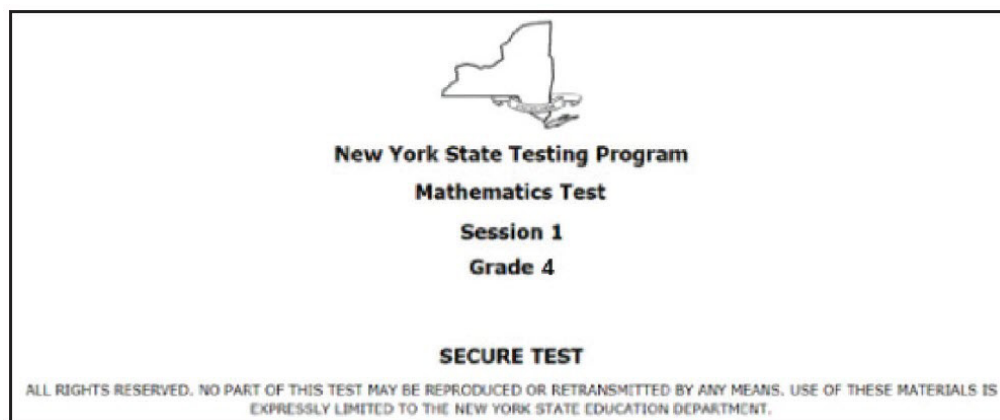 New York State Testing Program
Mathematics Test
Session 1
Grade 4
SECURE TEST
ALL RIGHTS RESERVED. NO PART OF THIS TEST MAY BE REPRODUCED OR RETRANSMITTED BY ANY MEANS. USE OF THESE MATERIALS IS
EXPRESSLY LIMITED TO THE NEW YORK STATE EDUCATION DEPARTMENT.